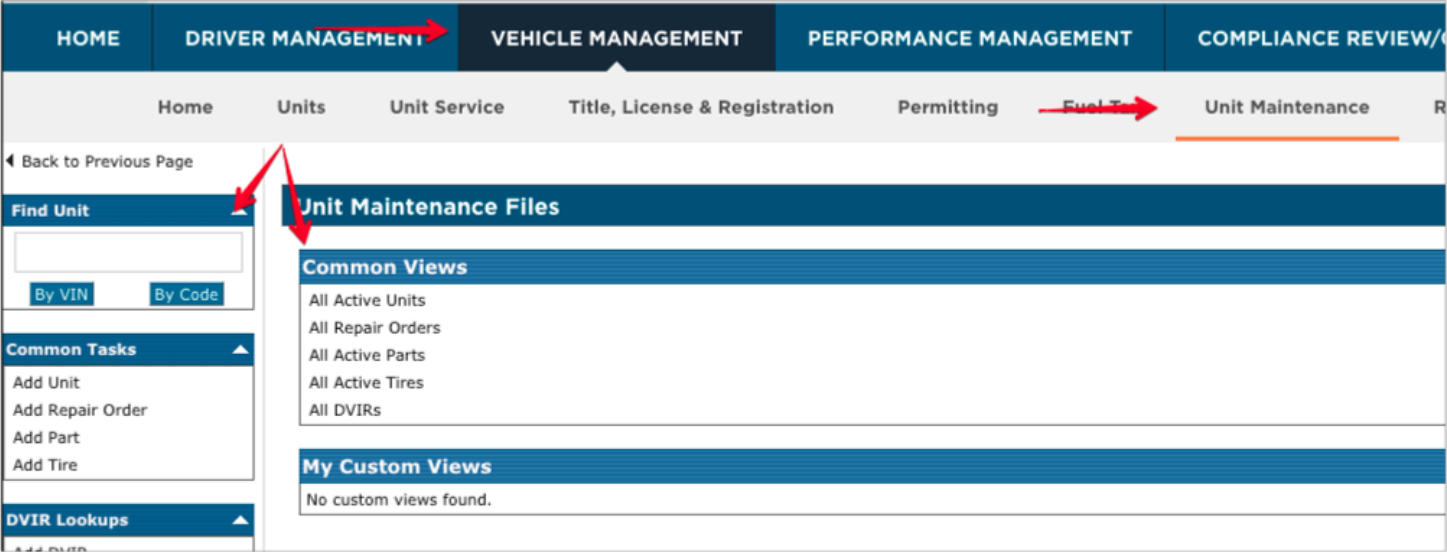 HOME DRIVER MANAGEMENT VEHICLE MANAGEMENT PERFORMANCE MANAGEMENT COMPLIANCE REVIEW/
Home Units Unit Service Title, License & Registration Permitting Fuel Unit Maintenance R
Back to Previous Page
Find Unit
By VIN By Code
Common Tasks
Add Unit
Add Repair Order
Add Part
Add Tire
DVIR Lookups
Add DVIR
Unit Maintenance Files
Common Views
All Active Units
All Repair Orders
All Active Parts
All Active Tires
All DVIRs
My Custom Views
No custom views found.